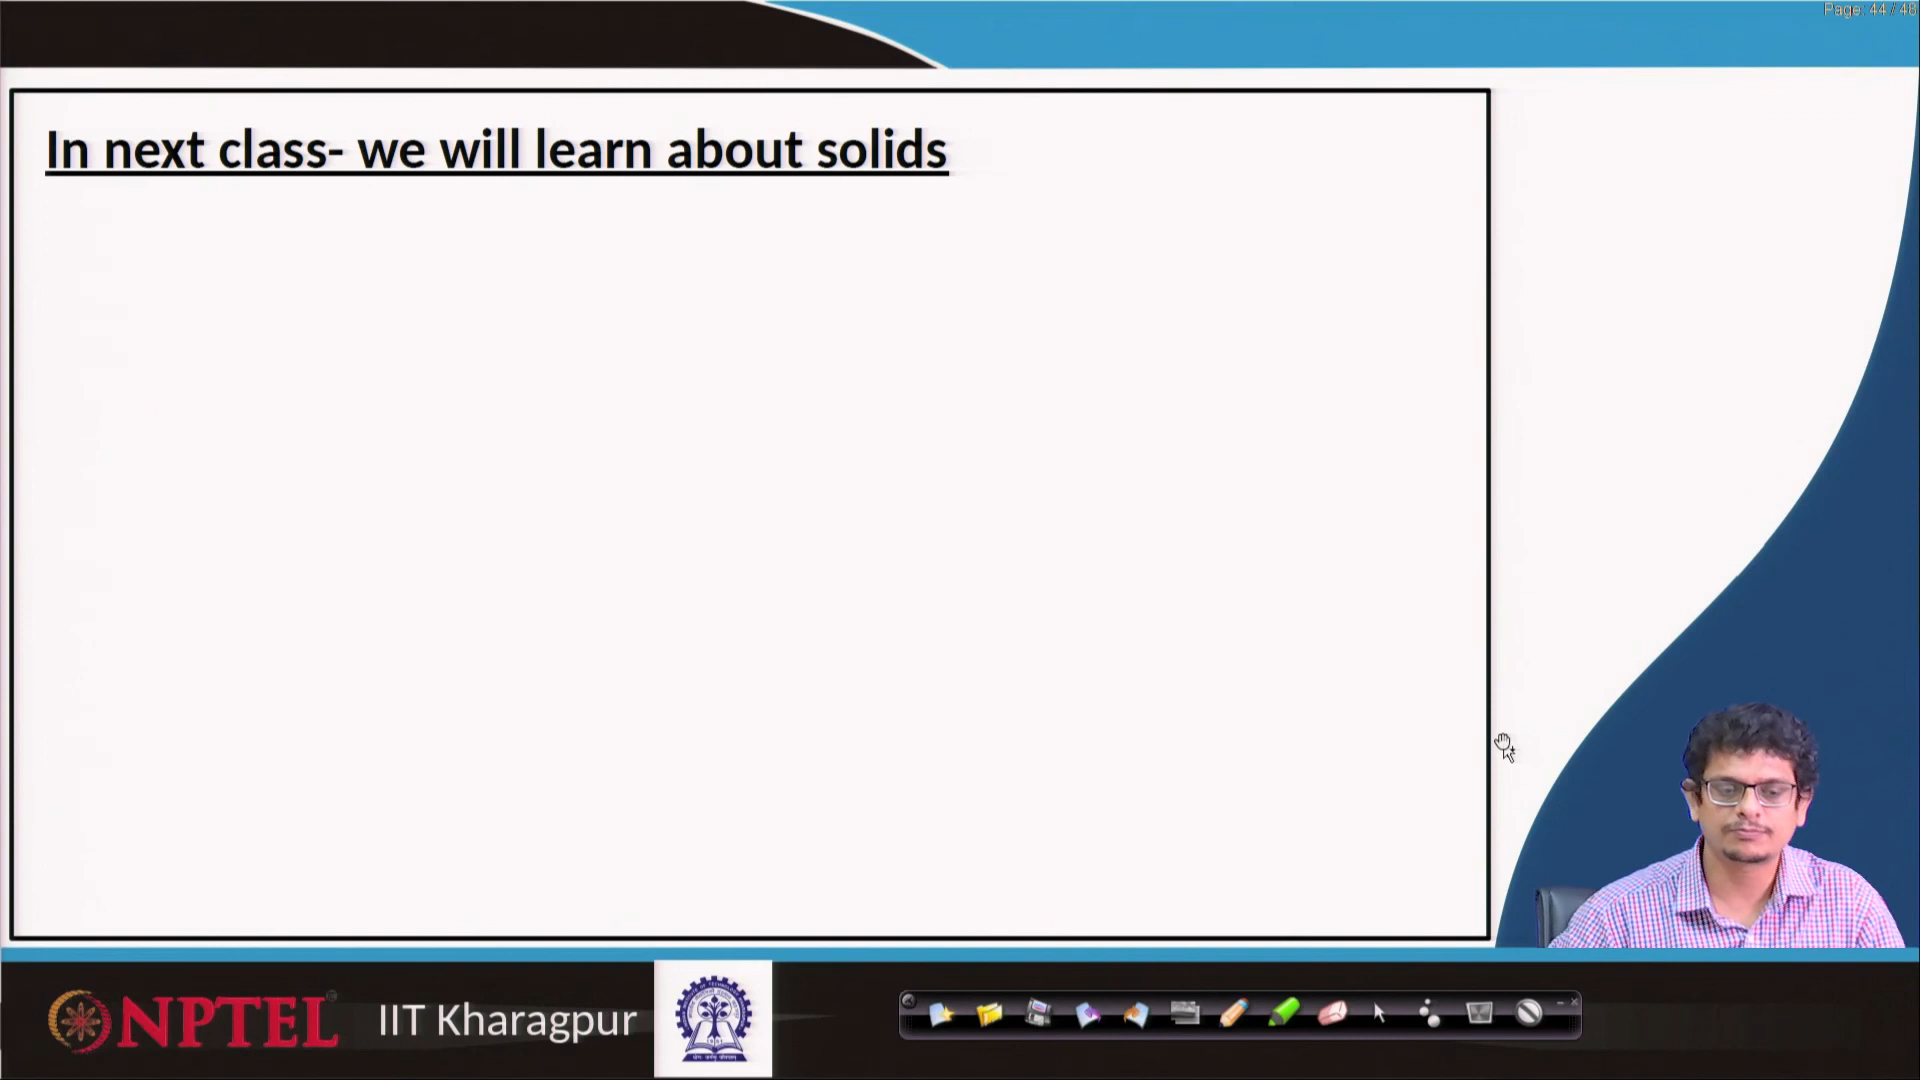 Page: 44 / 48
In next class- we will learn about solids
NPTEL
IIT Kharagpur